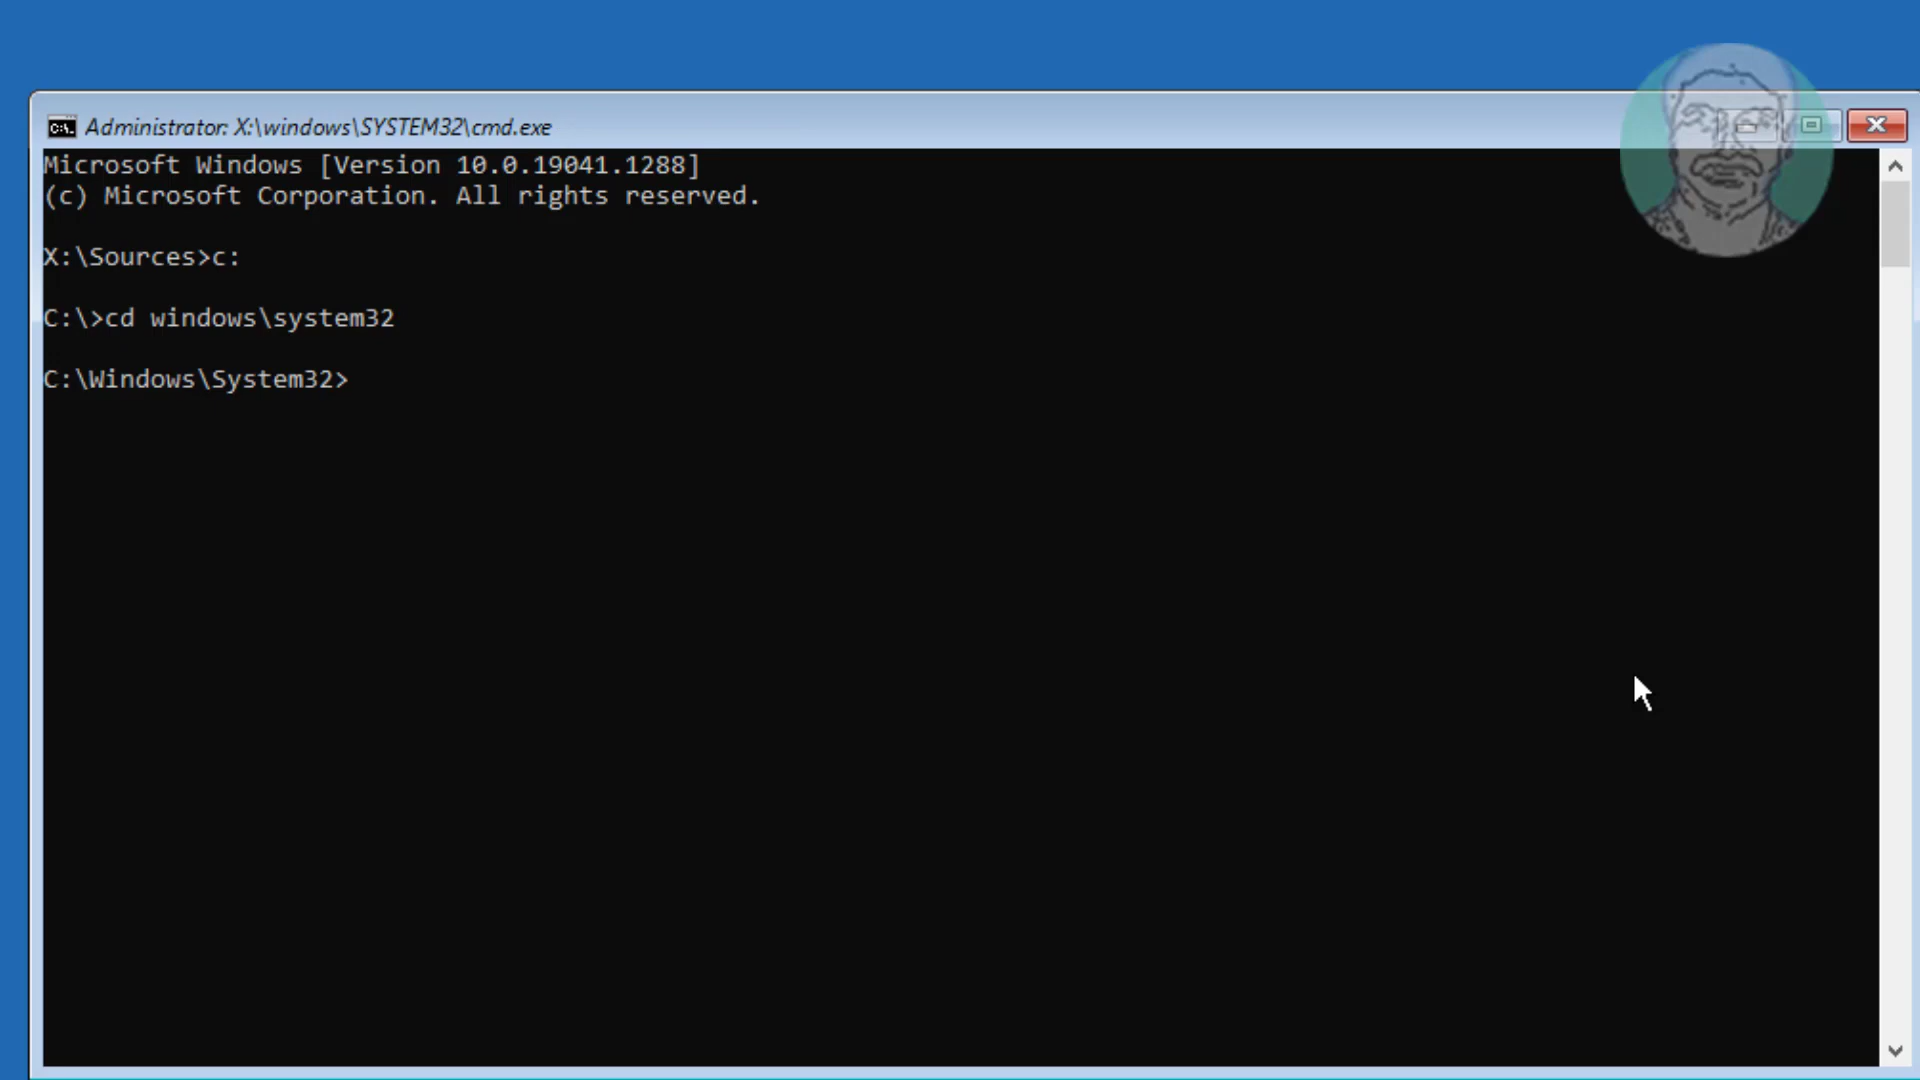 Administrator: X:\windows\SYSTEM32\cmd.exe
Microsoft Windows [Version 10.0.19041.1288]
(c) Microsoft Corporation. All rights reserved.
X:\Sources>c:
C:\>cd windows\system32
C:\Windows\System32>